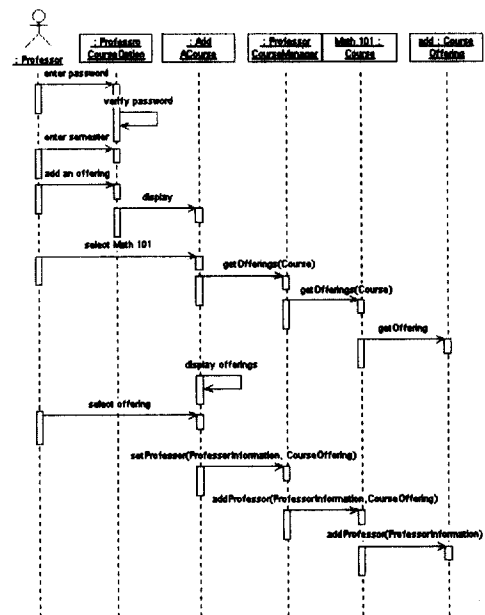 : Professor
: Professro
CourseOption
: Add
ACourse
: Professor
CourseManager
Math 101 :
Course
add : Course
Offering
enter password
verify password
enter semester
add an offering
display
select Math 101
getOfferings(Course)
getOfferings(Course)
getOffering
display offerings
select offering
setProfessor(ProfessorInformation, CourseOffering)
addProfessor(ProfessorInformation,CourseOffering)
addProfessor(ProfessorInformation)